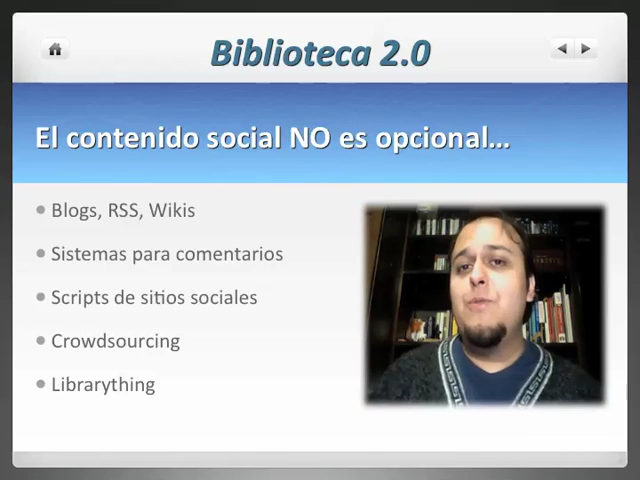 Biblioteca 2.0
El contenido social NO es opcional...
Blogs, RSS, Wikis
Sistemas para comentarios
Scripts de sitios sociales
Crowdsourcing
Librarything